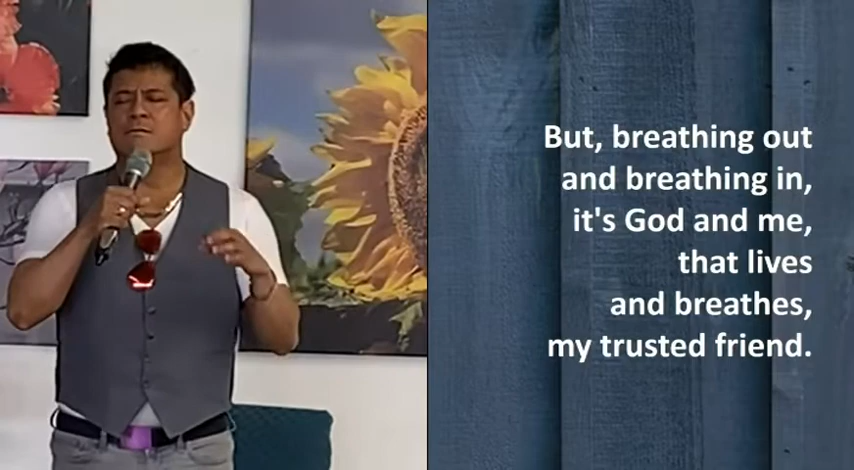 But, breathing out
and breathing in,
it's God and me,
that lives
and breathes,
my trusted friend.